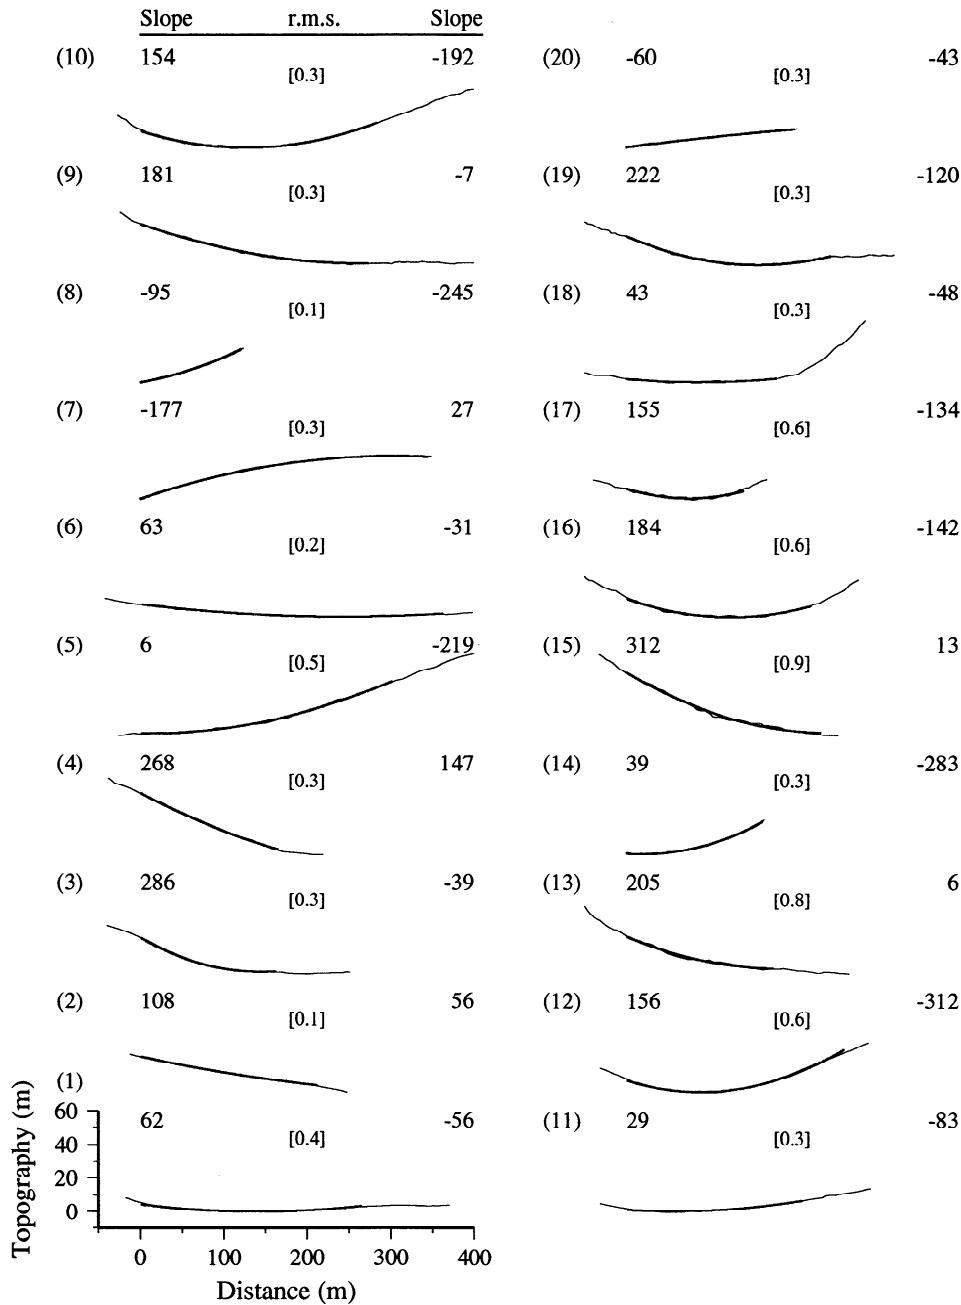 Slope r.m.s. Slope
(10) 154 [0.3] -192
(9) 181 [0.3] -7
(8) -95 [0.1] -245
(7) -177 [0.3] 27
(6) 63 [0.2] -31
(5) 6 [0.5] -219
(4) 268 [0.3] 147
(3) 286 [0.3] -39
(2) 108 [0.1] 56
(1)
62 [0.4] -56
60
40
20
0
Topography (m)
0 100 200 300 400
Distance (m)
(20) -60 [0.3] -43
(19) 222 [0.3] -120
(18) 43 [0.3] -48
(17) 155 [0.6] -134
(16) 184 [0.6] -142
(15) 312 [0.9] 13
(14) 39 [0.3] -283
(13) 205 [0.8] 6
(12) 156 [0.6] -312
(11) 29 [0.3] -83